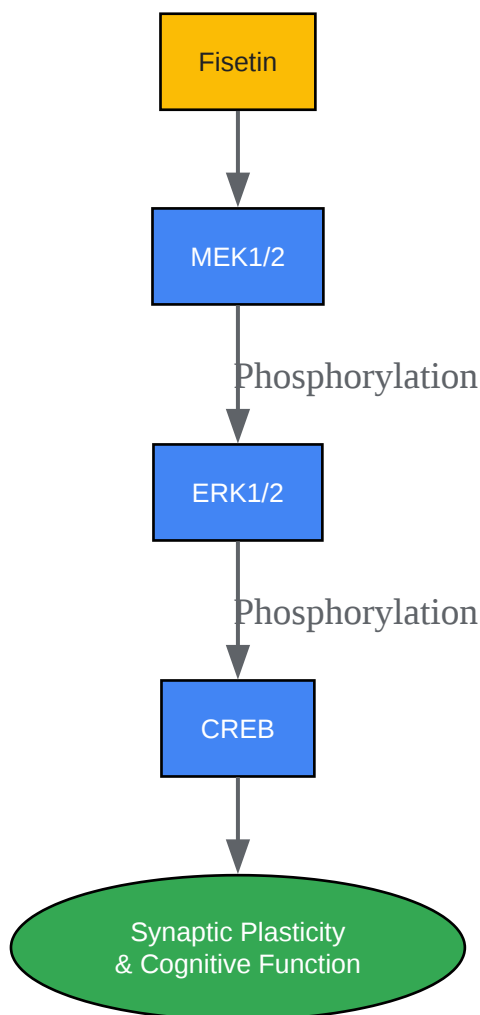 Fisetin
MEK1/2
Phosphorylation
ERK1/2
Phosphorylation
CREB
Synaptic Plasticity
& Cognitive Function